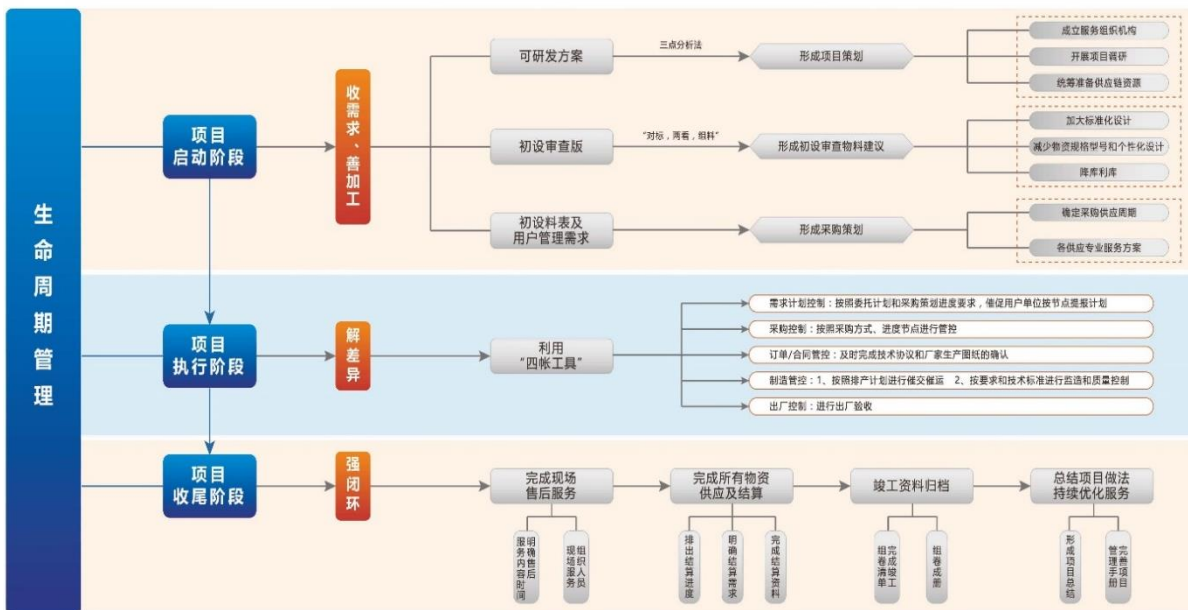 生命周期管理
项目
启动阶段
收需求、善加工
可研发方案
三点分析法
形成项目策划
成立服务组织机构
开展项目调研
统筹准备供应链资源
初设审查版
“对标，两看，组料”
形成初设审查物料建议
加大标准化设计
减少物资规格型号和个性化设计
降库利库
初设料表及
用户管理需求
形成采购策划
确定采购供应周期
各供应专业服务方案
项目
执行阶段
解差异
利用
“四帐工具”
需求计划控制：按照委托计划和采购策划进度要求，催促用户单位按节点提报计划
采购控制：按照采购方式、进度节点进行管控
订单/合同管控：及时完成技术协议和厂家生产图纸的确认
制造管控：1、按照排产计划进行催交催运 2、按要求和技术标准进行监造和质量控制
出厂控制：进行出厂验收
项目
收尾阶段
强闭环
完成现场
售后服务
明确售后
服务内容时间
组织人员
现场服务
完成所有物资
供应及结算
排出结算进度
明确结算需求
完成结算资料
竣工资料归档
完成竣工
组卷清单
组卷成册
总结项目做法
持续优化服务
形成项目总结
完善项目
管理手册